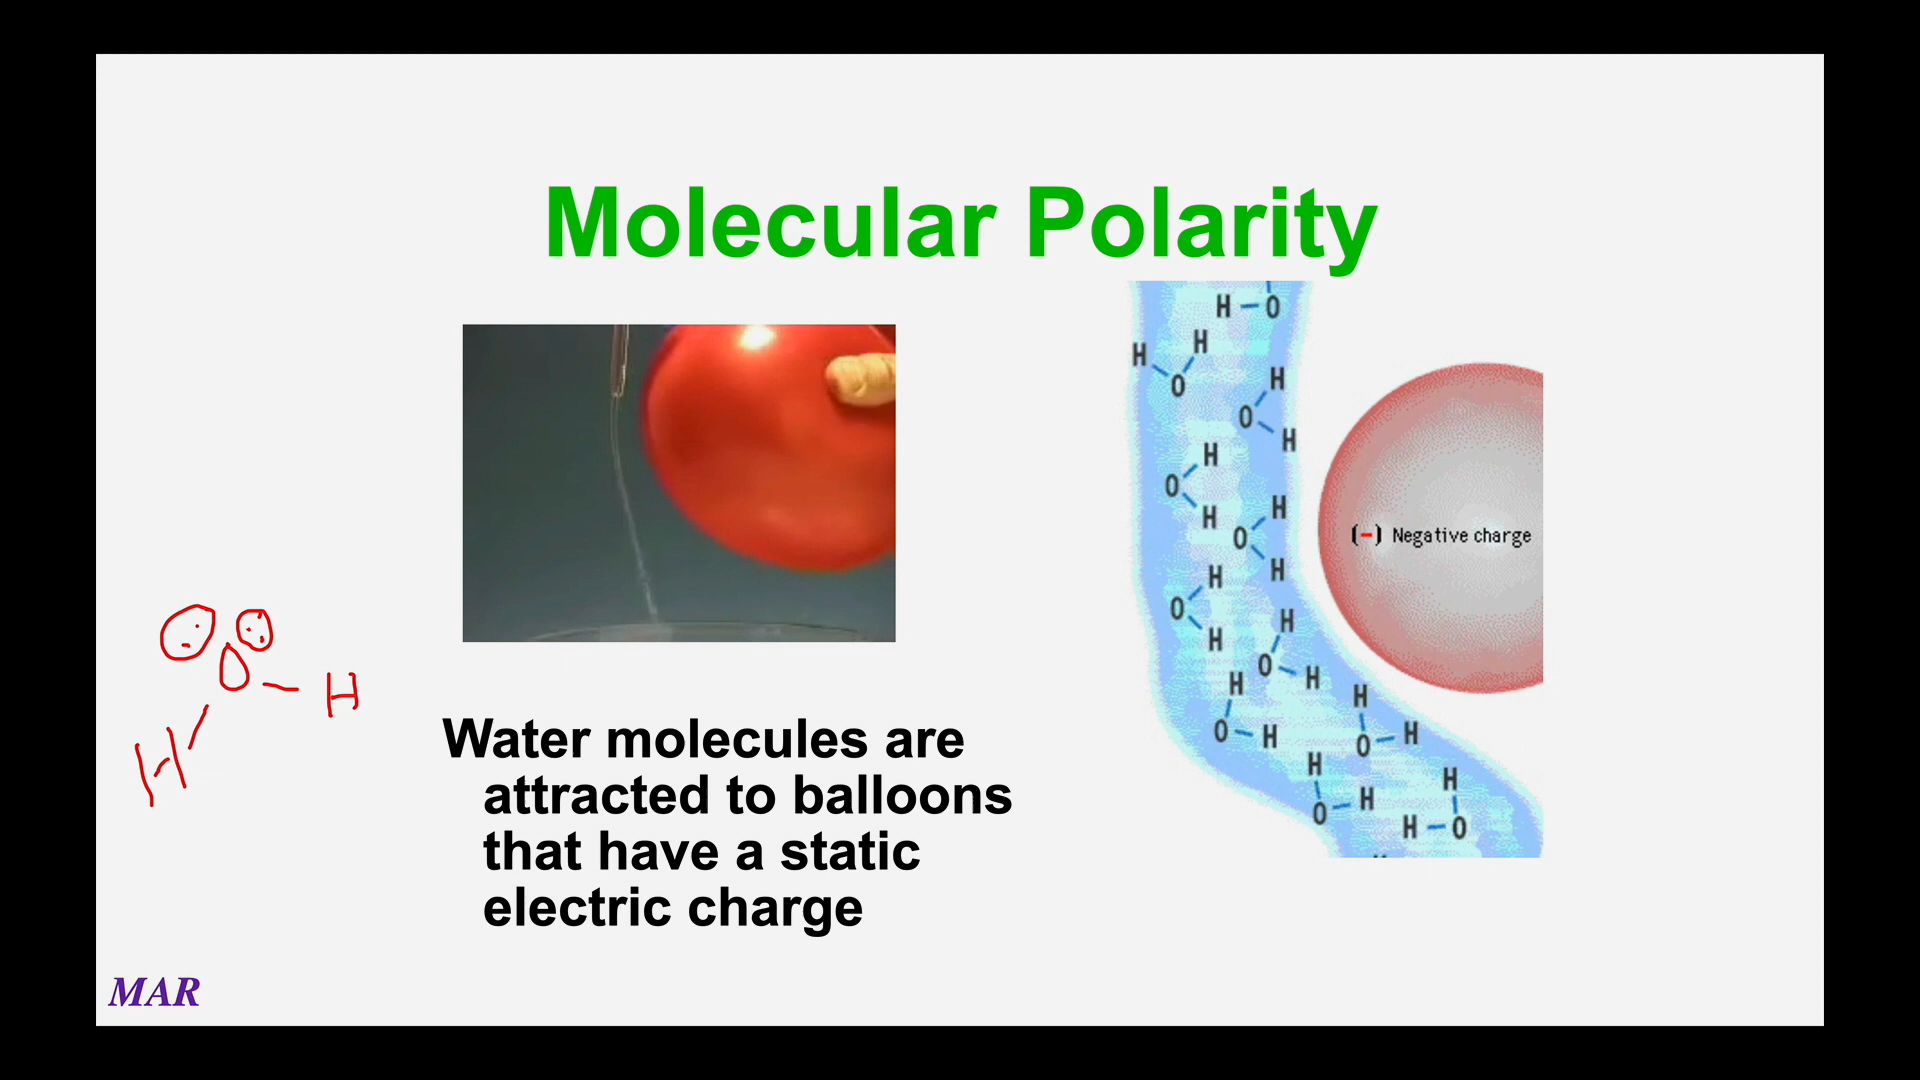 Molecular Polarity
H O
H H
O
H
O
H
H
O
H
H
O
H
H
O
H
H
O
H
H
O
H
H
O
H
H
O
H
H
O
H
H
H O
(-) Negative charge
O H
H
Water molecules are
attracted to balloons
that have a static
electric charge
MAR